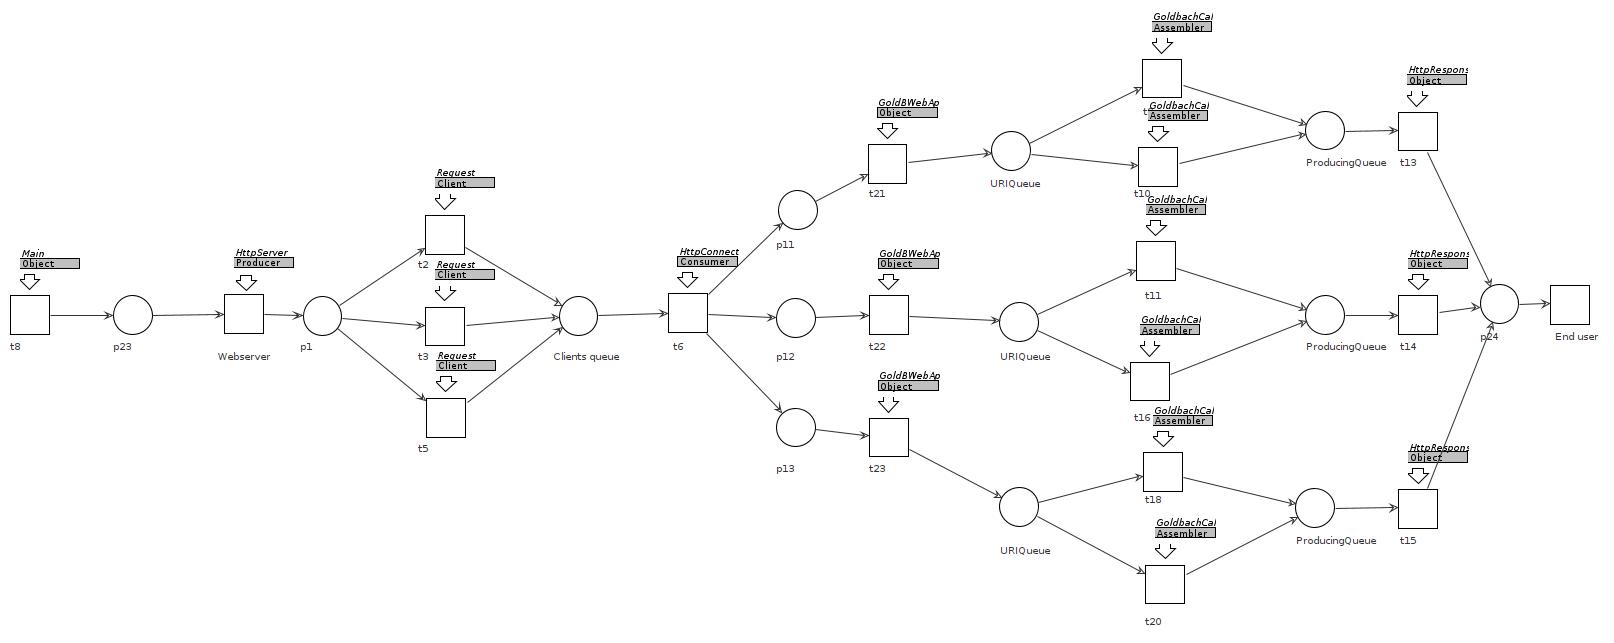 Main
Object
t8
p23
HttpServer
Producer
Webserver
p1
Request
Client
t2
Request
Client
t3
Request
Client
t5
Clients queue
HttpConnect
Consumer
t6
p11
p12
p13
GoldBWebAp
Object
t21
GoldBWebAp
Object
t22
GoldBWebAp
Object
t23
URIQueue
URIQueue
URIQueue
GoldbachCal
Assembler
GoldbachCal
Assembler
t10
GoldbachCal
Assembler
t11
GoldbachCal
Assembler
t16
GoldbachCal
Assembler
t18
GoldbachCal
Assembler
t20
ProducingQueue
ProducingQueue
ProducingQueue
HttpRespons
Object
t13
HttpRespons
Object
t14
HttpRespons
Object
t15
p24
End user